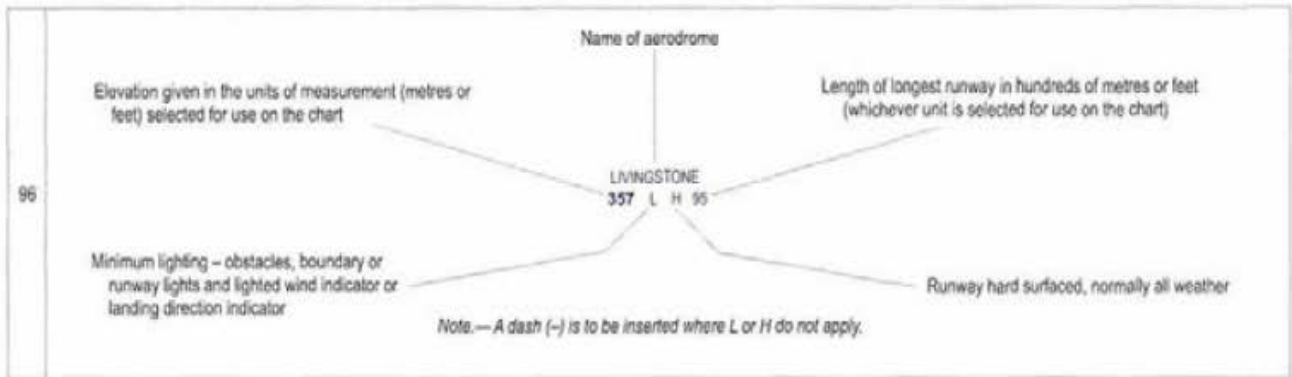 Name of aerodrome
Elevation given in the units of measurement (metres or
feet) selected for use on the chart
Length of longest runway in hundreds of metres or feet
(whichever unit is selected for use on the chart)
96
LIVINGSTONE
357 L H 95
Minimum lighting – obstacles, boundary or
runway lights and lighted wind indicator or
landing direction indicator
Runway hard surfaced, normally all weather
Note.— A dash (–) is to be inserted where L or H do not apply.